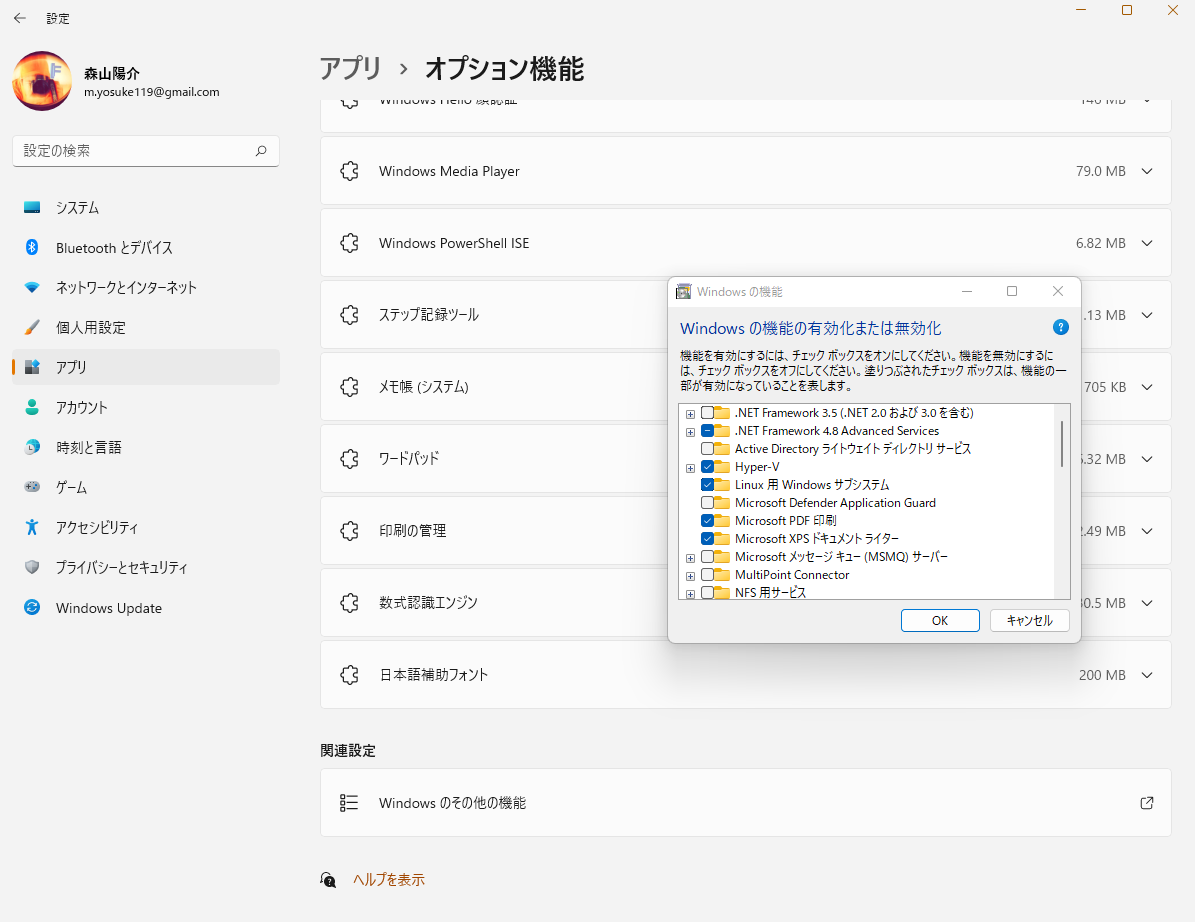 設定
森山陽介
m.yosuke119@gmail.com
設定の検索
システム
Bluetooth とデバイス
ネットワークとインターネット
個人用設定
アプリ
アカウント
時刻と言語
ゲーム
アクセシビリティ
プライバシーとセキュリティ
Windows Update
アプリ › オプション機能
Windows Hello 顔認証 146 MB
Windows Media Player 79.0 MB
Windows PowerShell ISE 6.82 MB
ステップ記録ツール .13 MB
メモ帳 (システム) 705 KB
ワードパッド .32 MB
印刷の管理 .49 MB
数式認識エンジン 0.5 MB
日本語補助フォント 200 MB
関連設定
Windows のその他の機能
ヘルプを表示
Windows の機能
Windows の機能の有効化または無効化
機能を有効にするには、チェック ボックスをオンにしてください。機能を無効にするに
は、チェック ボックスをオフにしてください。塗りつぶされたチェック ボックスは、機能の一
部が有効になっていることを表します。
.NET Framework 3.5 (.NET 2.0 および 3.0 を含む)
.NET Framework 4.8 Advanced Services
Active Directory ライトウェイト ディレクトリ サービス
Hyper-V
Linux 用 Windows サブシステム
Microsoft Defender Application Guard
Microsoft PDF 印刷
Microsoft XPS ドキュメント ライター
Microsoft メッセージ キュー (MSMQ) サーバー
MultiPoint Connector
NFS 用サービス
OK キャンセル